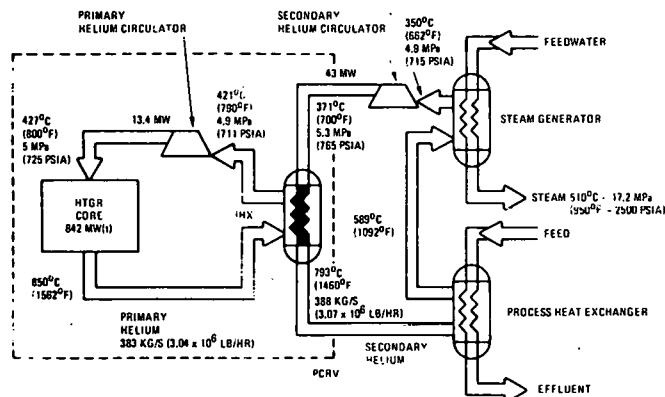 PRIMARY
HELIUM CIRCULATOR
SECONDARY
HELIUM CIRCULATOR
350°C
(662°F)
4.9 MPa
(715 PSIA)
FEEDWATER
43 MW
421°C
(790°F)
4.9 MPa
(711 PSIA)
13.4 MW
427°C
(800°F)
5 MPa
(725 PSIA)
371°C
(700°F)
5.3 MPa
(765 PSIA)
STEAM GENERATOR
HTGR
CORE
842 MW(t)
IHX
STEAM 510°C - 17.2 MPa
(950°F - 2500 PSIA)
589°C
(1092°F)
FEED
850°C
(1562°F)
793°C
(1460°F
388 KG/S
(3.07 x 10⁶ LB/HR)
PROCESS HEAT EXCHANGER
PRIMARY
HELIUM
383 KG/S (3.04 x 10⁶ LB/HR)
SECONDARY
HELIUM
PCRV
EFFLUENT